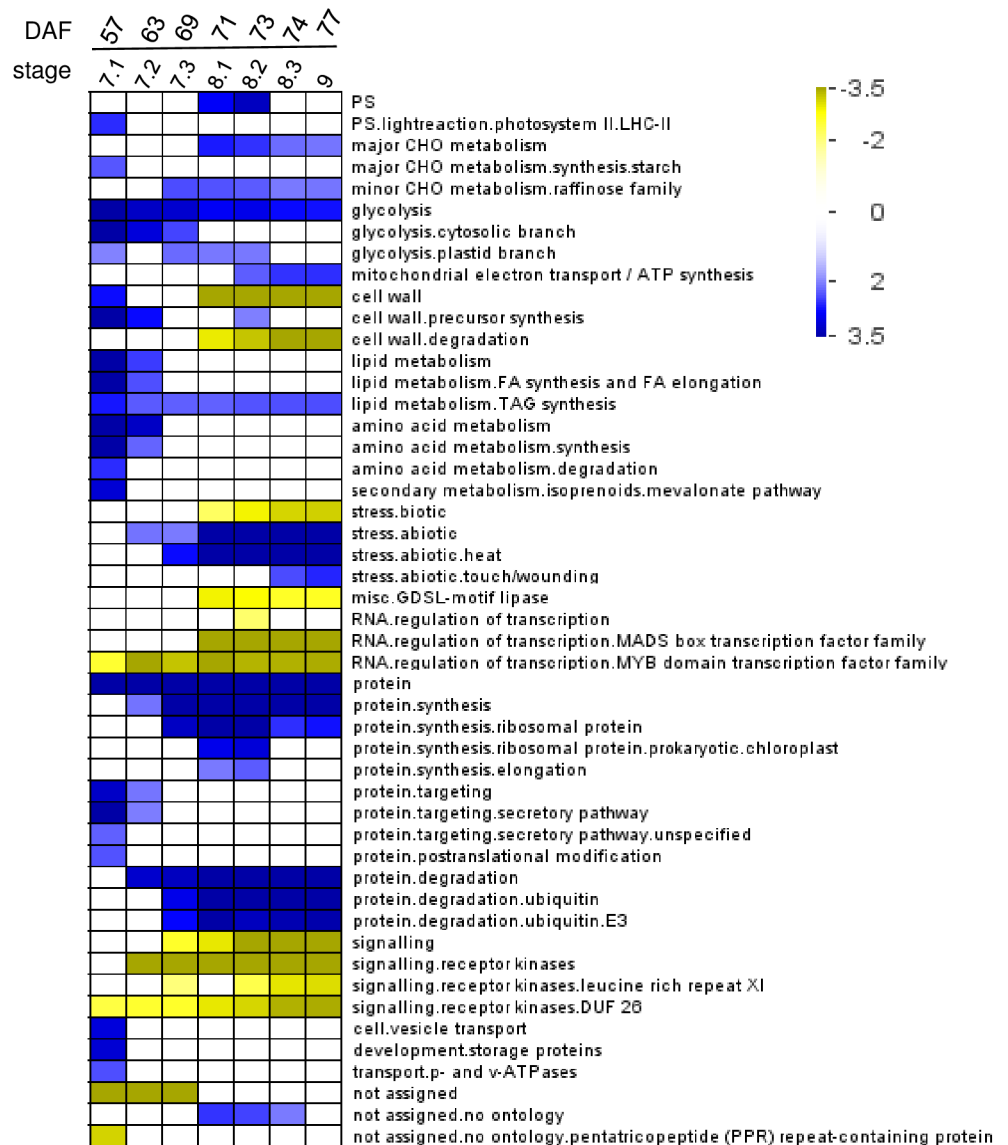 DAF 57 63 69 71 73 74 77
stage 7.1 7.2 7.3 8.1 8.2 8.3 9
PS
PS.lightreaction.photosystem II.LHC-II
major CHO metabolism
major CHO metabolism.synthesis.starch
minor CHO metabolism.raffinose family
glycolysis
glycolysis.cytosolic branch
glycolysis.plastid branch
mitochondrial electron transport / ATP synthesis
cell wall
cell wall.precursor synthesis
cell wall.degradation
lipid metabolism
lipid metabolism.FA synthesis and FA elongation
lipid metabolism.TAG synthesis
amino acid metabolism
amino acid metabolism.synthesis
amino acid metabolism.degradation
secondary metabolism.isoprenoids.mevalonate pathway
stress.biotic
stress.abiotic
stress.abiotic.heat
stress.abiotic.touch/wounding
misc.GDSL-motif lipase
RNA.regulation of transcription
RNA.regulation of transcription.MADS box transcription factor family
RNA.regulation of transcription.MYB domain transcription factor family
protein
protein.synthesis
protein.synthesis.ribosomal protein
protein.synthesis.ribosomal protein.prokaryotic.chloroplast
protein.synthesis.elongation
protein.targeting
protein.targeting.secretory pathway
protein.targeting.secretory pathway.unspecified
protein.postranslational modification
protein.degradation
protein.degradation.ubiquitin
protein.degradation.ubiquitin.E3
signalling
signalling.receptor kinases
signalling.receptor kinases.leucine rich repeat XI
signalling.receptor kinases.DUF 26
cell.vesicle transport
development.storage proteins
transport.p- and v-ATPases
not assigned
not assigned.no ontology
not assigned.no ontology.pentatricopeptide (PPR) repeat-containing protein
-3.5
-2
0
2
3.5